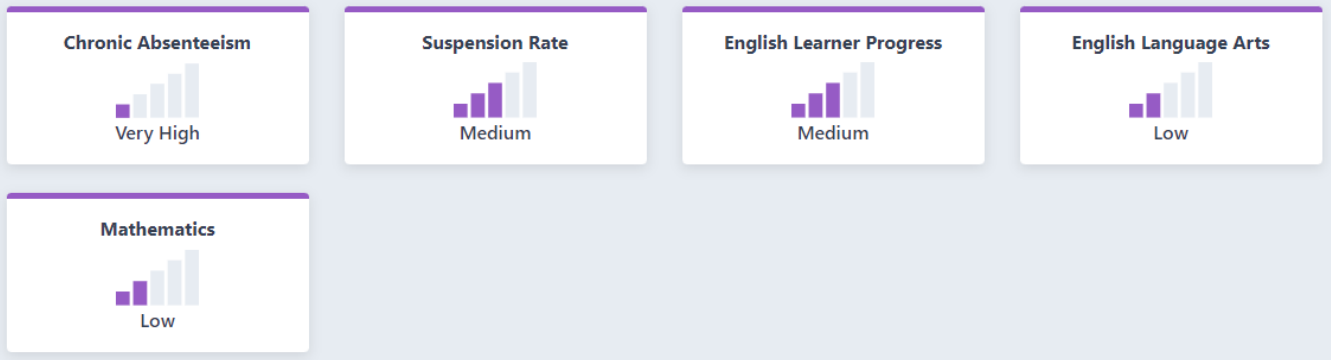 Chronic Absenteeism
Very High
Suspension Rate
Medium
English Learner Progress
Medium
English Language Arts
Low
Mathematics
Low